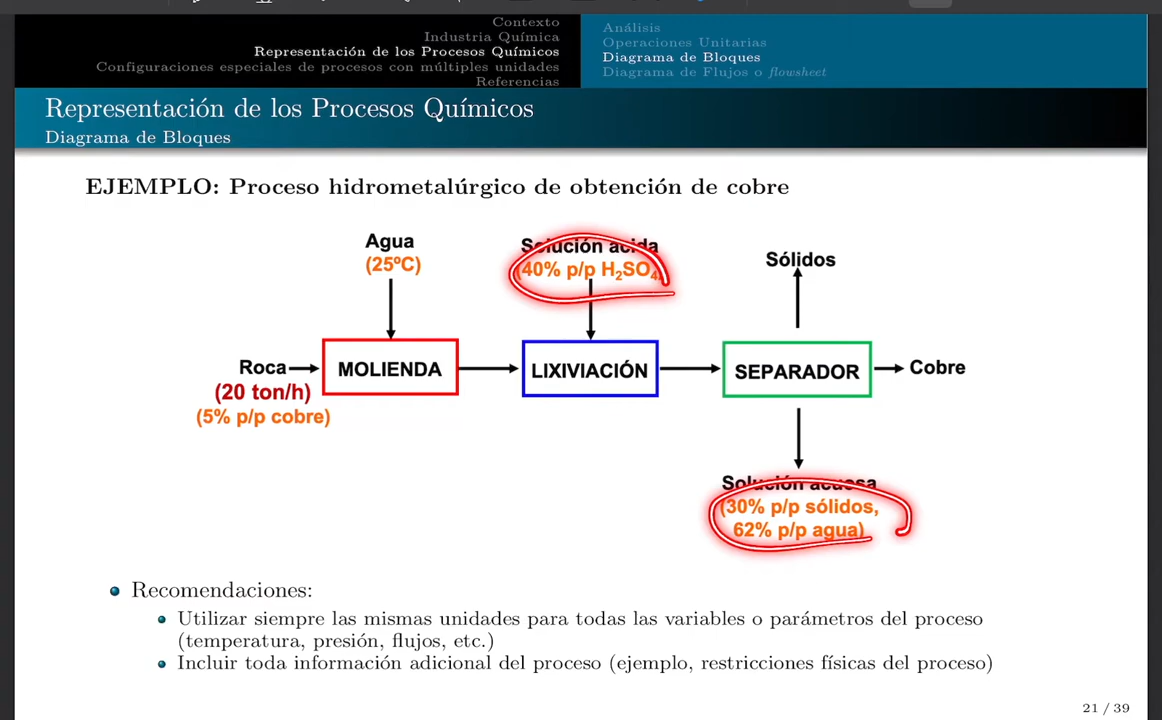 Contexto
Industria Química
Representación de los Procesos Químicos
Configuraciones especiales de procesos con múltiples unidades
Referencias
Análisis
Operaciones Unitarias
Diagrama de Bloques
Diagrama de Flujos o flowsheet
Representación de los Procesos Químicos
Diagrama de Bloques
EJEMPLO: Proceso hidrometalúrgico de obtención de cobre
Agua
(25ºC)
Solución ácida
(40% p/p H₂SO₄)
Sólidos
Roca
(20 ton/h)
(5% p/p cobre)
MOLIENDA
LIXIVIACIÓN
SEPARADOR
Cobre
Solución acuosa
(30% p/p sólidos,
62% p/p agua)
Recomendaciones:
Utilizar siempre las mismas unidades para todas las variables o parámetros del proceso
(temperatura, presión, flujos, etc.)
Incluir toda información adicional del proceso (ejemplo, restricciones físicas del proceso)
21 / 39